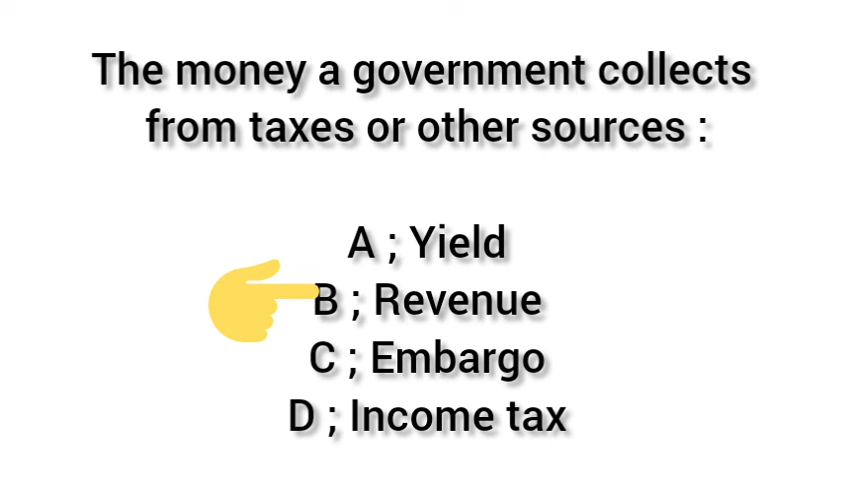 The money a government collects
from taxes or other sources :
A ; Yield
B ; Revenue
C ; Embargo
D ; Income tax